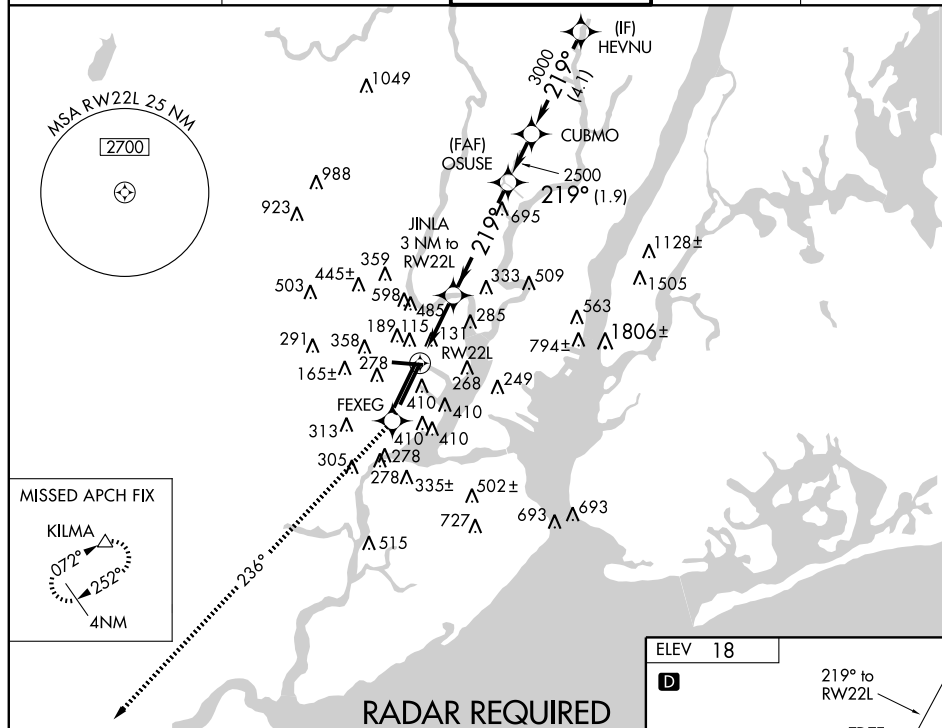 (IF)
HEVNU
3000
219°
(4.1)
1049
MSA RW22L 25 NM
2700
CUBMO
(FAF)
OSUSE
2500
219° (1.9)
988
923
695
JINLA
3 NM to
RW22L
219°
1128±
359
445±
333
509
1505
503
598
485
563
285
189
115
131
1806±
291
358
RW22L
794±
165±
278
268
249
410
FEXEG
410
313
410
410
305
278
278
335±
502±
MISSED APCH FIX
727
693
693
KILMA
515
072°
252°
236°
4NM
ELEV 18
D
219° to
RW22L
RADAR REQUIRED